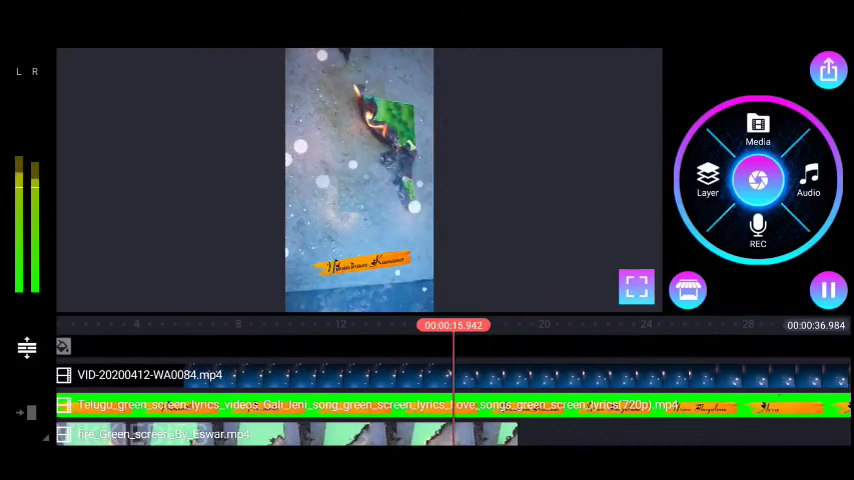 L R
Media
Layer
Audio
REC
4 8 12 00:00:15.942 20 24 28 00:00:36.984
VID-20200412-WA0084.mp4
Telugu_green_screen_lyrics_videos_Gali_leni_song_green_screen_lyrics_Love_songs_green_screen_lyrics(720p).mp4
fire_Green_screen_By_Eswar.mp4